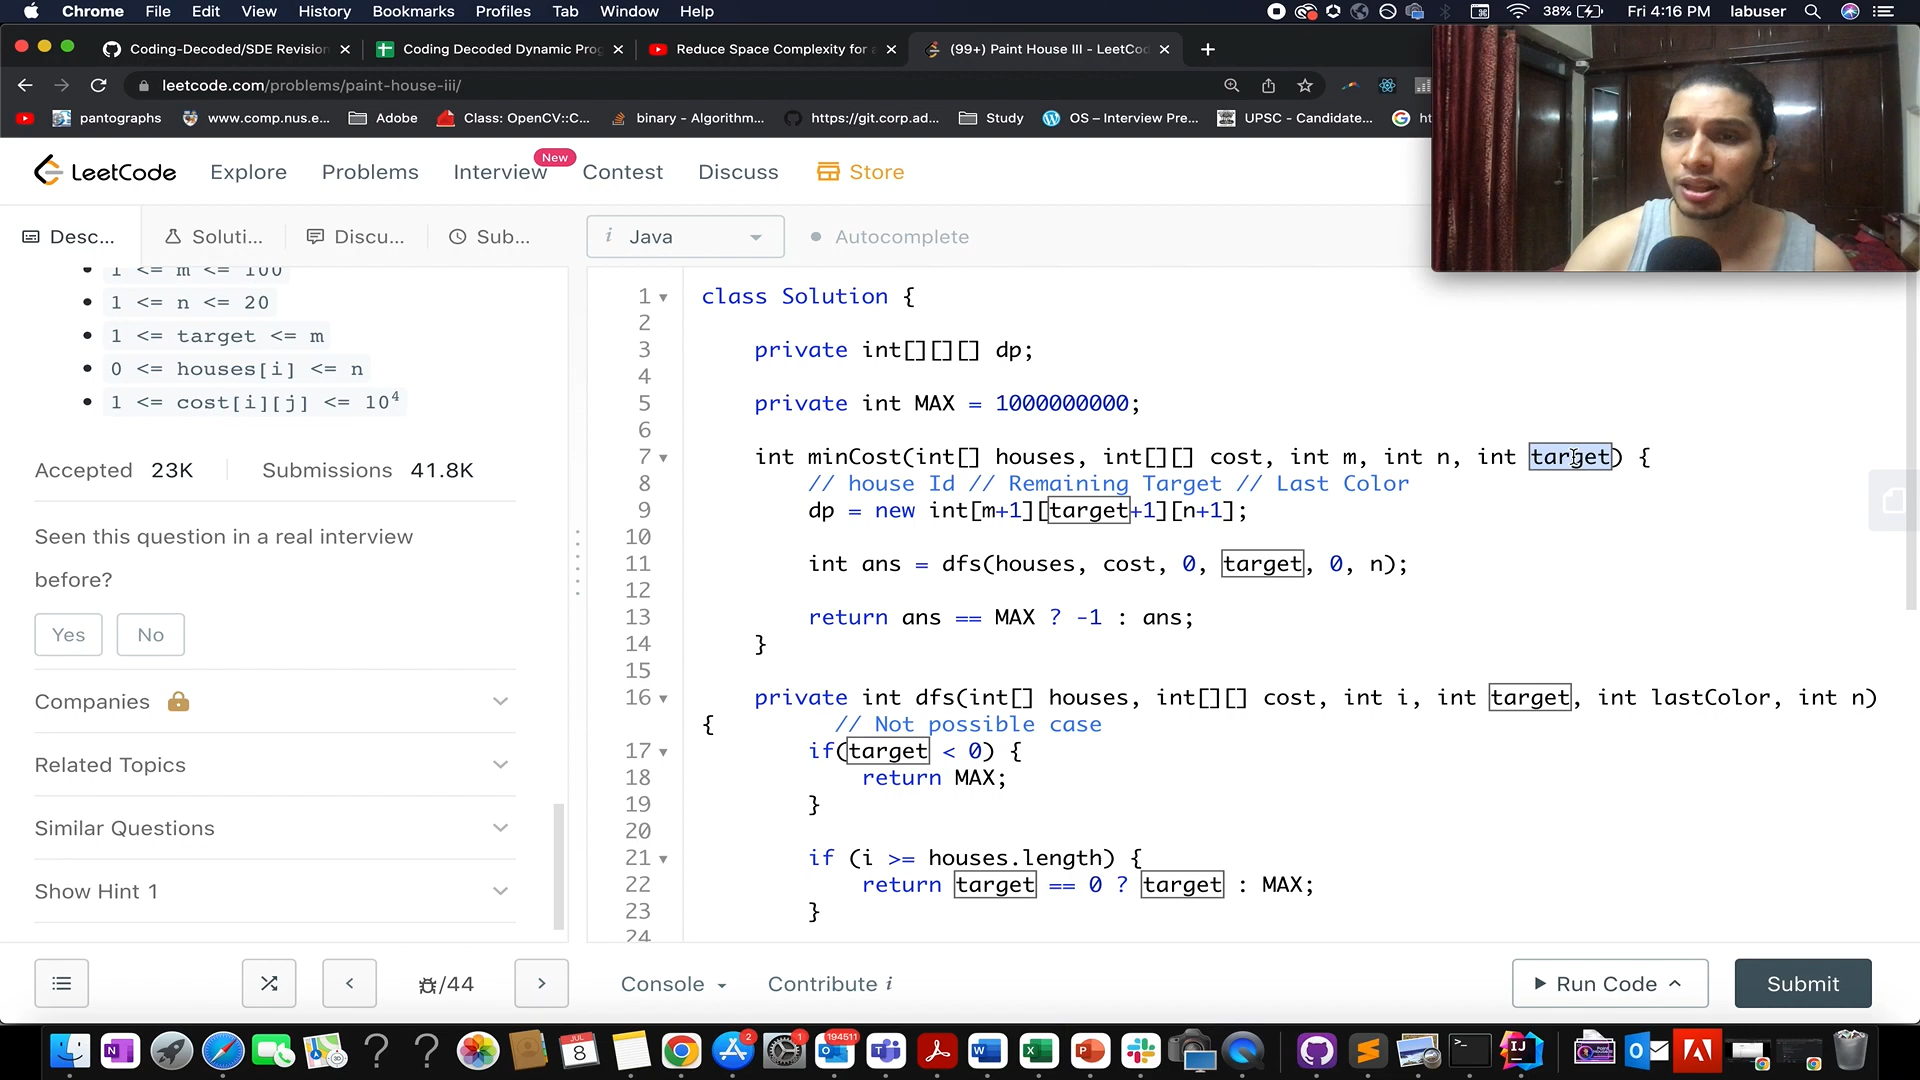 Chrome File Edit View History Bookmarks Profiles Tab Window Help 38% Fri 4:16 PM labuser
Coding-Decoded/SDE Revision
Coding Decoded Dynamic Prog
Reduce Space Complexity for a
(99+) Paint House III - LeetCod
leetcode.com/problems/paint-house-iii/
pantographs www.comp.nus.e... Adobe Class: OpenCV::C... binary - Algorithm... https://git.corp.ad... Study OS – Interview Pre... UPSC - Candidate... ht
LeetCode Explore Problems Interview New Contest Discuss Store
Desc... Soluti... Discu... Sub...
i Java Autocomplete
1 <= m <= 100
1 <= n <= 20
1 <= target <= m
0 <= houses[i] <= n
1 <= cost[i][j] <= 10⁴
Accepted 23K Submissions 41.8K
Seen this question in a real interview
before?
Yes No
Companies
Related Topics
Similar Questions
Show Hint 1
1 class Solution {
2
3 private int[][][] dp;
4
5 private int MAX = 1000000000;
6
7 int minCost(int[] houses, int[][] cost, int m, int n, int target) {
8 // house Id // Remaining Target // Last Color
9 dp = new int[m+1][target+1][n+1];
10
11 int ans = dfs(houses, cost, 0, target, 0, n);
12
13 return ans == MAX ? -1 : ans;
14 }
15
16 private int dfs(int[] houses, int[][] cost, int i, int target, int lastColor, int n)
{ // Not possible case
17 if(target < 0) {
18 return MAX;
19 }
20
21 if (i >= houses.length) {
22 return target == 0 ? target : MAX;
23 }
24
/44
Console Contribute i
Run Code Submit
2 JUL 8 1 194511